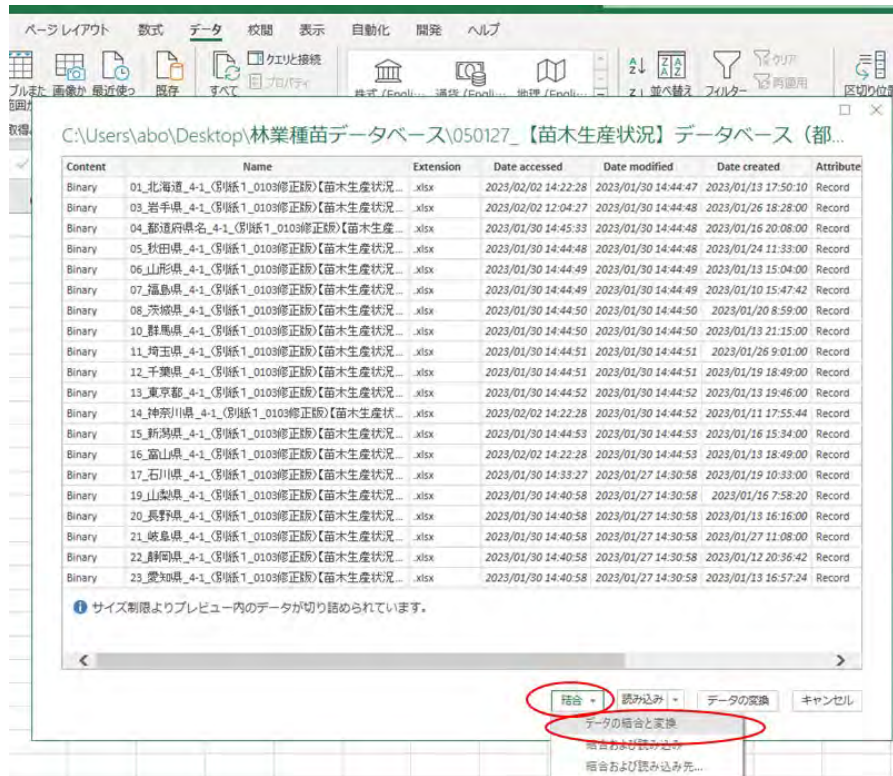 ページ レイアウト 数式 データ 校閲 表示 自動化 開発 ヘルプ
クエリと接続
プロパティ
クリア
再適用
ブルまた 画像か 最近使っ 既存 すべて 株式 (Engli... 通貨 (Engli... 地理 (Engli... 並べ替え フィルター 区切り位置
C:\Users\abo\Desktop\林業種苗データベース\050127_【苗木生産状況】データベース（都...
Content Name Extension Date accessed Date modified Date created Attribute
Binary 01_北海道_4-1_(別紙1_0103修正版)【苗木生産状況... .xlsx 2023/02/02 14:22:28 2023/01/30 14:44:47 2023/01/13 17:50:10 Record
Binary 03_岩手県_4-1_(別紙1_0103修正版)【苗木生産状況... .xlsx 2023/02/02 12:04:27 2023/01/30 14:44:48 2023/01/26 18:28:00 Record
Binary 04_都道府県名_4-1_(別紙1_0103修正版)【苗木生産... .xlsx 2023/01/30 14:45:33 2023/01/30 14:44:48 2023/01/16 20:08:00 Record
Binary 05_秋田県_4-1_(別紙1_0103修正版)【苗木生産状況... .xlsx 2023/01/30 14:44:48 2023/01/30 14:44:48 2023/01/24 11:33:00 Record
Binary 06_山形県_4-1_(別紙1_0103修正版)【苗木生産状況... .xlsx 2023/01/30 14:44:49 2023/01/30 14:44:49 2023/01/13 15:04:00 Record
Binary 07_福島県_4-1_(別紙1_0103修正版)【苗木生産状況... .xlsx 2023/01/30 14:44:49 2023/01/30 14:44:49 2023/01/10 15:47:42 Record
Binary 08_茨城県_4-1_(別紙1_0103修正版)【苗木生産状況... .xlsx 2023/01/30 14:44:50 2023/01/30 14:44:50 2023/01/20 8:59:00 Record
Binary 10_群馬県_4-1_(別紙1_0103修正版)【苗木生産状況... .xlsx 2023/01/30 14:44:50 2023/01/30 14:44:50 2023/01/13 21:15:00 Record
Binary 11_埼玉県_4-1_(別紙1_0103修正版)【苗木生産状況... .xlsx 2023/01/30 14:44:51 2023/01/30 14:44:51 2023/01/26 9:01:00 Record
Binary 12_千葉県_4-1_(別紙1_0103修正版)【苗木生産状況... .xlsx 2023/01/30 14:44:51 2023/01/30 14:44:51 2023/01/19 18:49:00 Record
Binary 13_東京都_4-1_(別紙1_0103修正版)【苗木生産状況... .xlsx 2023/01/30 14:44:52 2023/01/30 14:44:52 2023/01/13 19:46:00 Record
Binary 14_神奈川県_4-1_(別紙1_0103修正版)【苗木生産状... .xlsx 2023/02/02 14:22:28 2023/01/30 14:44:52 2023/01/11 17:55:44 Record
Binary 15_新潟県_4-1_(別紙1_0103修正版)【苗木生産状況... .xlsx 2023/01/30 14:44:53 2023/01/30 14:44:53 2023/01/16 15:34:00 Record
Binary 16_富山県_4-1_(別紙1_0103修正版)【苗木生産状況... .xlsx 2023/02/02 14:22:28 2023/01/30 14:44:53 2023/01/13 18:49:00 Record
Binary 17_石川県_4-1_(別紙1_0103修正版)【苗木生産状況... .xlsx 2023/01/30 14:33:27 2023/01/27 14:30:58 2023/01/19 10:33:00 Record
Binary 19_山梨県_4-1_(別紙1_0103修正版)【苗木生産状況... .xlsx 2023/01/30 14:40:58 2023/01/27 14:30:58 2023/01/16 7:58:20 Record
Binary 20_長野県_4-1_(別紙1_0103修正版)【苗木生産状況... .xlsx 2023/01/30 14:40:58 2023/01/27 14:30:58 2023/01/13 16:16:00 Record
Binary 21_岐阜県_4-1_(別紙1_0103修正版)【苗木生産状況... .xlsx 2023/01/30 14:40:58 2023/01/27 14:30:58 2023/01/27 11:08:00 Record
Binary 22_静岡県_4-1_(別紙1_0103修正版)【苗木生産状況... .xlsx 2023/01/30 14:40:58 2023/01/27 14:30:58 2023/01/12 20:36:42 Record
Binary 23_愛知県_4-1_(別紙1_0103修正版)【苗木生産状況... .xlsx 2023/01/30 14:40:58 2023/01/27 14:30:58 2023/01/13 16:57:24 Record
サイズ制限よりプレビュー内のデータが切り詰められています。
結合 読み込み データの変換 キャンセル
データの結合と変換
結合および読み込み
結合および読み込み先...